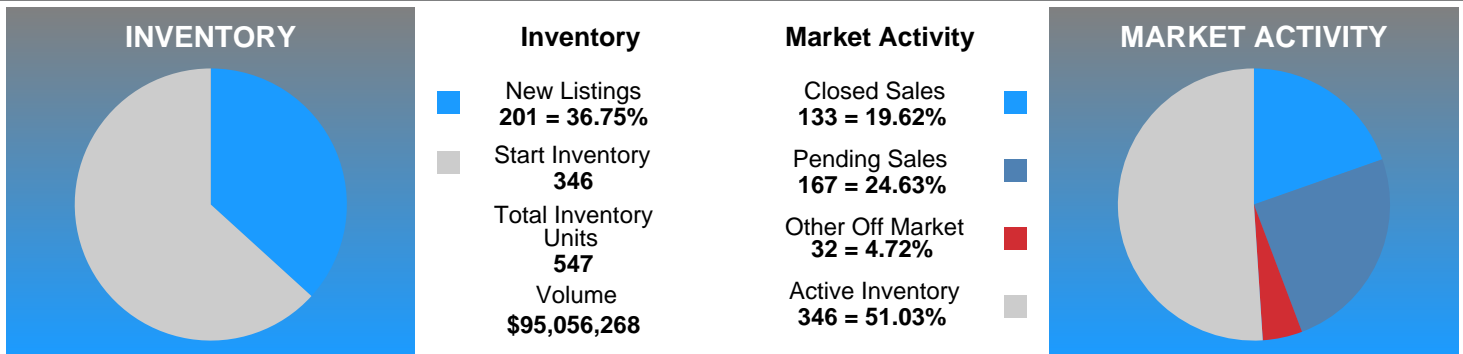 INVENTORY
Inventory
New Listings
201 = 36.75%
Start Inventory
346
Total Inventory
Units
547
Volume
$95,056,268
Market Activity
Closed Sales
133 = 19.62%
Pending Sales
167 = 24.63%
Other Off Market
32 = 4.72%
Active Inventory
346 = 51.03%
MARKET ACTIVITY